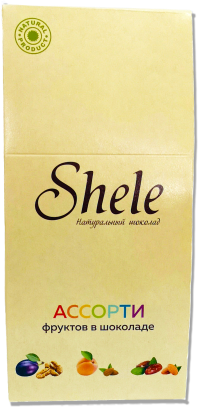 NATURAL PRODUCT
Shele
Натуральный шоколад
АССОРТИ
фруктов в шоколаде